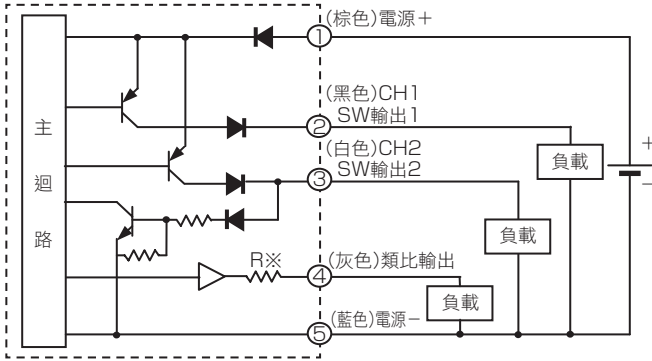 主迴路
①(棕色)電源+
(黑色)CH1
②SW輸出1
(白色)CH2
③SW輸出2
R※
④(灰色)類比輸出
⑤(藍色)電源−
負載
負載
負載
+
−